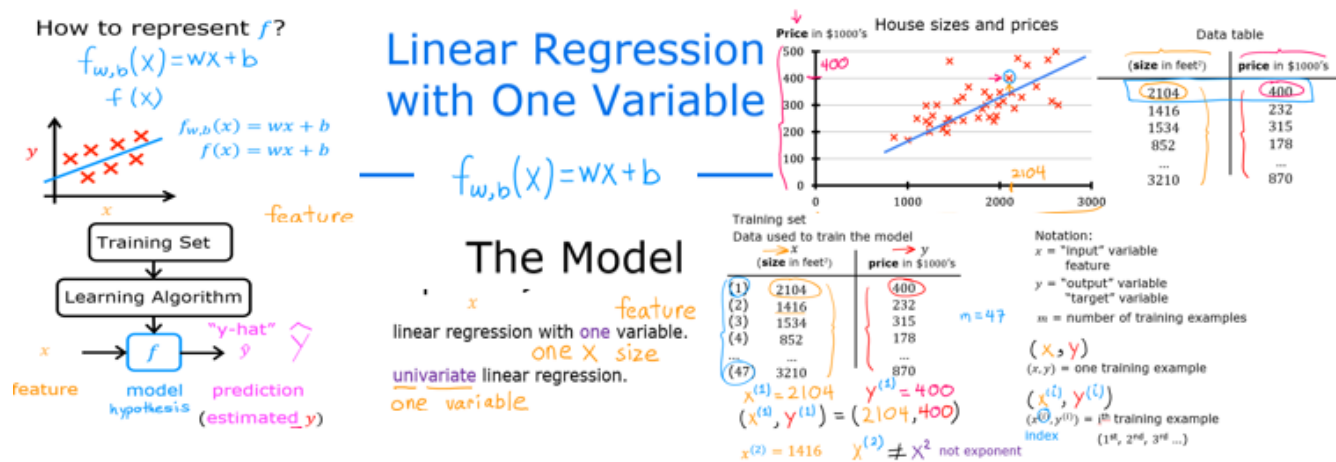 How to represent f?
f_{w,b}(x) = wx + b
f(x)
y
f_{w,b}(x) = wx + b
f(x) = wx + b
x
feature
Training Set
Learning Algorithm
"y-hat"
x
f
ŷ
ŷ
feature
model
prediction
hypothesis
(estimated y)
Linear Regression
with One Variable
f_{w,b}(x) = wx + b
The Model
x
feature
linear regression with one variable.
one x size
univariate linear regression.
one variable
House sizes and prices
Price in $1000's
500
400
400
300
200
100
0
2104
0 1000 2000 3000
Data table
(size in feet²) price in $1000's
2104 400
1416 232
1534 315
852 178
... ...
3210 870
Training set
Data used to train the model
x y
(size in feet²) price in $1000's
(1) 2104 400
(2) 1416 232
(3) 1534 315
(4) 852 178
... ... ...
(47) 3210 870
m = 47
x^{(1)} = 2104 y^{(1)} = 400
(x^{(1)}, y^{(1)}) = (2104, 400)
x^{(2)} = 1416 x^{(2)} ≠ x² not exponent
Notation:
x = "input" variable
feature
y = "output" variable
"target" variable
m = number of training examples
(x, y)
(x, y) = one training example
(x^{(i)}, y^{(i)})
(x^{(i)}, y^{(i)}) = i^{th} training example
index
(1st, 2nd, 3rd ...)